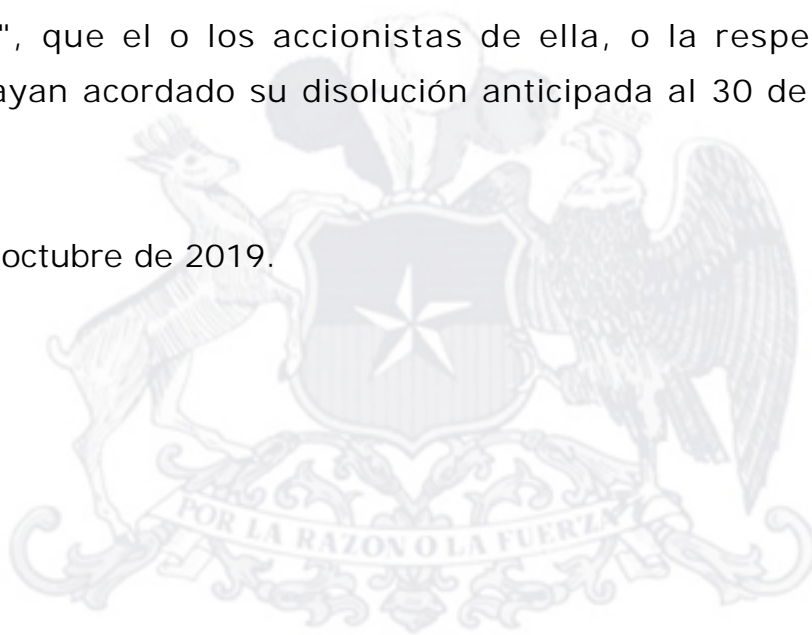 ", que el o los accionistas de ella, o la respe
ayan acordado su disolución anticipada al 30 de
octubre de 2019.
POR LA RAZON O LA FUERZA